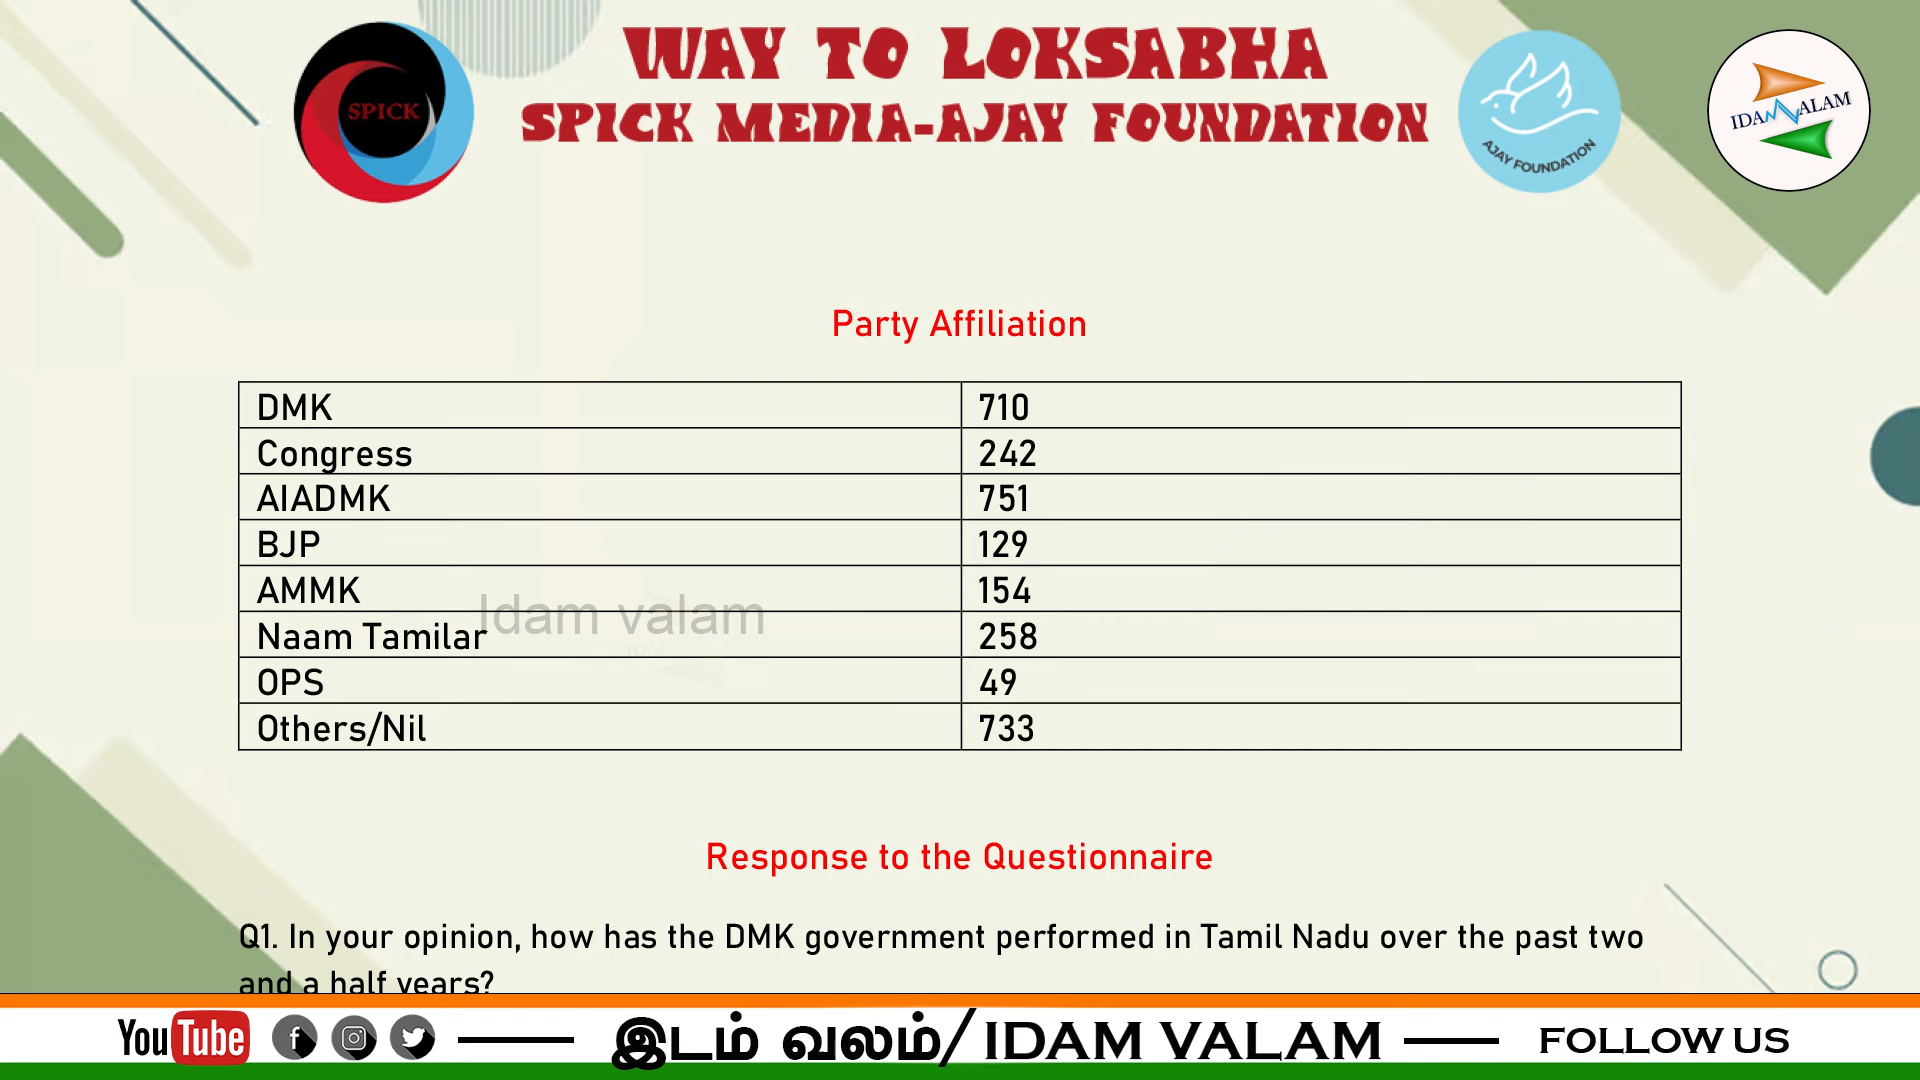 WAY TO LOKSABHA
SPICK MEDIA-AJAY FOUNDATION
SPICK
AJAY FOUNDATION
IDAM VALAM
Party Affiliation
DMK 710
Congress 242
AIADMK 751
BJP 129
AMMK 154
Idam valam
Naam Tamilar 258
OPS 49
Others/Nil 733
Response to the Questionnaire
Q1. In your opinion, how has the DMK government performed in Tamil Nadu over the past two
and a half years?
YouTube இடம் வலம்/ IDAM VALAM FOLLOW US